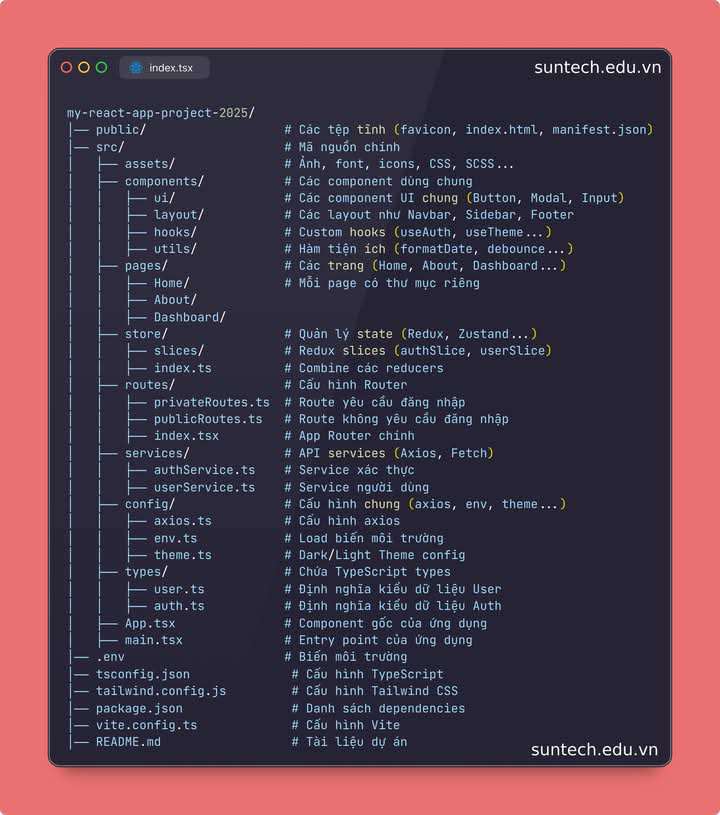 index.tsx
suntech.edu.vn
my-react-app-project-2025/
├── public/ # Các tệp tĩnh (favicon, index.html, manifest.json)
├── src/ # Mã nguồn chính
│ ├── assets/ # Ảnh, font, icons, CSS, SCSS...
│ ├── components/ # Các component dùng chung
│ │ ├── ui/ # Các component UI chung (Button, Modal, Input)
│ │ ├── layout/ # Các layout như Navbar, Sidebar, Footer
│ │ ├── hooks/ # Custom hooks (useAuth, useTheme...)
│ │ ├── utils/ # Hàm tiện ích (formatDate, debounce...)
│ ├── pages/ # Các trang (Home, About, Dashboard...)
│ │ ├── Home/ # Mỗi page có thư mục riêng
│ │ ├── About/
│ │ ├── Dashboard/
│ ├── store/ # Quản lý state (Redux, Zustand...)
│ │ ├── slices/ # Redux slices (authSlice, userSlice)
│ │ ├── index.ts # Combine các reducers
│ ├── routes/ # Cấu hình Router
│ │ ├── privateRoutes.ts # Route yêu cầu đăng nhập
│ │ ├── publicRoutes.ts # Route không yêu cầu đăng nhập
│ │ ├── index.tsx # App Router chính
│ ├── services/ # API services (Axios, Fetch)
│ │ ├── authService.ts # Service xác thực
│ │ ├── userService.ts # Service người dùng
│ ├── config/ # Cấu hình chung (axios, env, theme...)
│ │ ├── axios.ts # Cấu hình axios
│ │ ├── env.ts # Load biến môi trường
│ │ ├── theme.ts # Dark/Light Theme config
│ ├── types/ # Chứa TypeScript types
│ │ ├── user.ts # Định nghĩa kiểu dữ liệu User
│ │ ├── auth.ts # Định nghĩa kiểu dữ liệu Auth
│ ├── App.tsx # Component gốc của ứng dụng
│ ├── main.tsx # Entry point của ứng dụng
├── .env # Biến môi trường
├── tsconfig.json # Cấu hình TypeScript
├── tailwind.config.js # Cấu hình Tailwind CSS
├── package.json # Danh sách dependencies
├── vite.config.ts # Cấu hình Vite
├── README.md # Tài liệu dự án
suntech.edu.vn